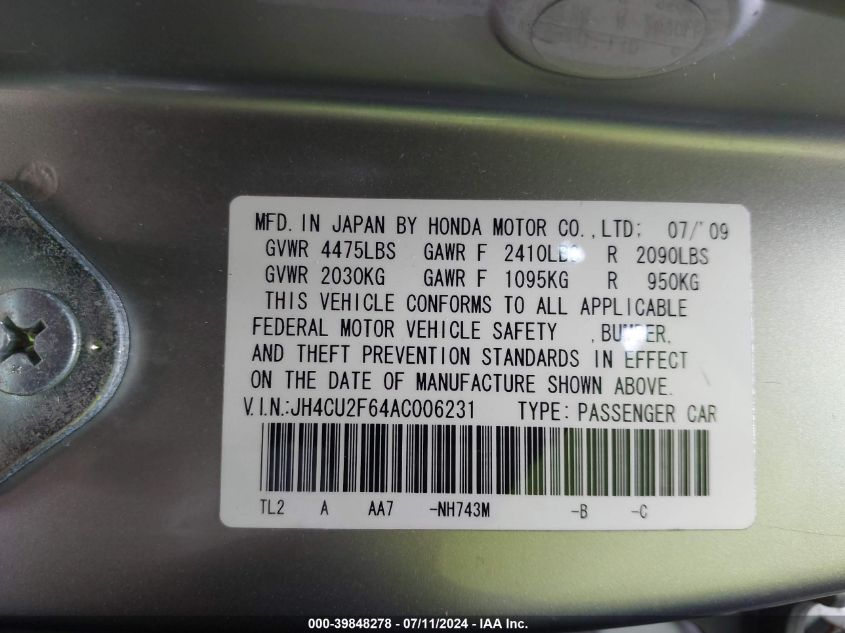 MFD. IN JAPAN BY HONDA MOTOR CO.,LTD; 07/'09
GVWR 4475LBS GAWR F 2410LBS R 2090LBS
GVWR 2030KG GAWR F 1095KG R 950KG
THIS VEHICLE CONFORMS TO ALL APPLICABLE
FEDERAL MOTOR VEHICLE SAFETY ,BUMPER,
AND THEFT PREVENTION STANDARDS IN EFFECT
ON THE DATE OF MANUFACTURE SHOWN ABOVE.
V.I.N.:JH4CU2F64AC006231 TYPE: PASSENGER CAR
TL2 A AA7 -NH743M -B -C
000-39848278 - 07/11/2024 - IAA Inc.